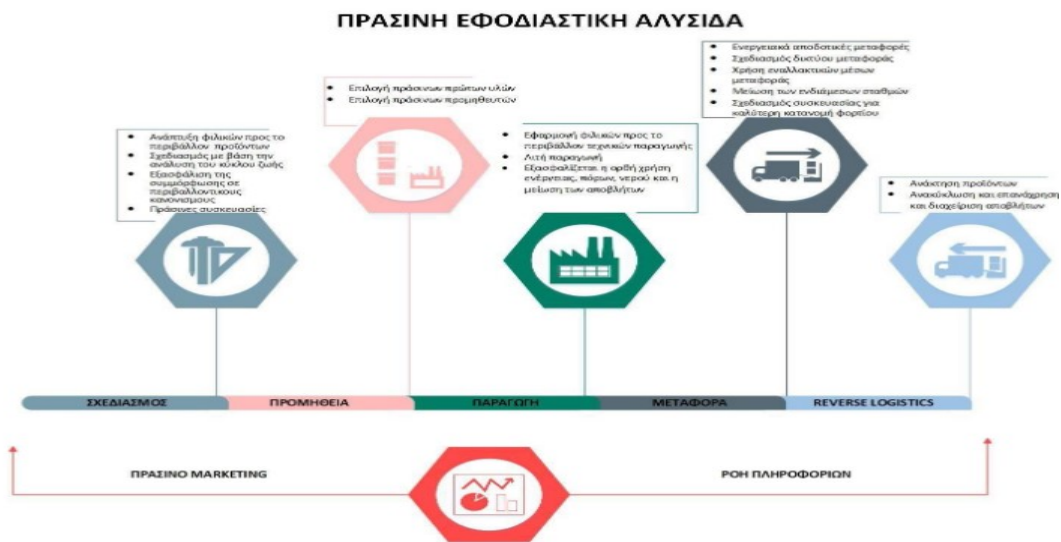 ΠΡΑΣΙΝΗ ΕΦΟΔΙΑΣΤΙΚΗ ΑΛΥΣΙΔΑ
Ανάπτυξη φιλικών προς το
περιβάλλον προϊόντων
Σχεδιασμός με βάση την
ανάλυση του κύκλου ζωής
Εξασφάλιση της
συμμόρφωσης σε
περιβαλλοντικους
κανονισμους
Πράσινες συσκευασίες
Επιλογή πράσινων πρώτων υλών
Επιλογή πράσινων προμηθευτών
Εφαρμογή φιλικών προς το
περιβάλλον τεχνικών παραγωγής
Λιτή παραγωγή
Εξασφαλίζεται η ορθή χρήση
ενέργειας, πόρων, νερού και η
μείωση των αποβλήτων
Ενεργειακά αποδοτικές μεταφορές
Σχεδιασμός δικτύου μεταφοράς
Χρήση εναλλακτικών μέσων
μεταφοράς
Μείωση των ενδιάμεσων σταθμών
Σχεδιασμός συσκευασίας για
καλύτερη κατανομή φορτίου
Ανάκτηση προϊόντων
Ανακύκλωση και επανάχρηση
και διαχείριση αποβλήτων
ΣΧΕΔΙΑΣΜΟΣ
ΠΡΟΜΗΘΕΙΑ
ΠΑΡΑΓΩΓΗ
ΜΕΤΑΦΟΡΑ
REVERSE LOGISTICS
ΠΡΑΣΙΝΟ MARKETING
ΡΟΗ ΠΛΗΡΟΦΟΡΙΩΝ